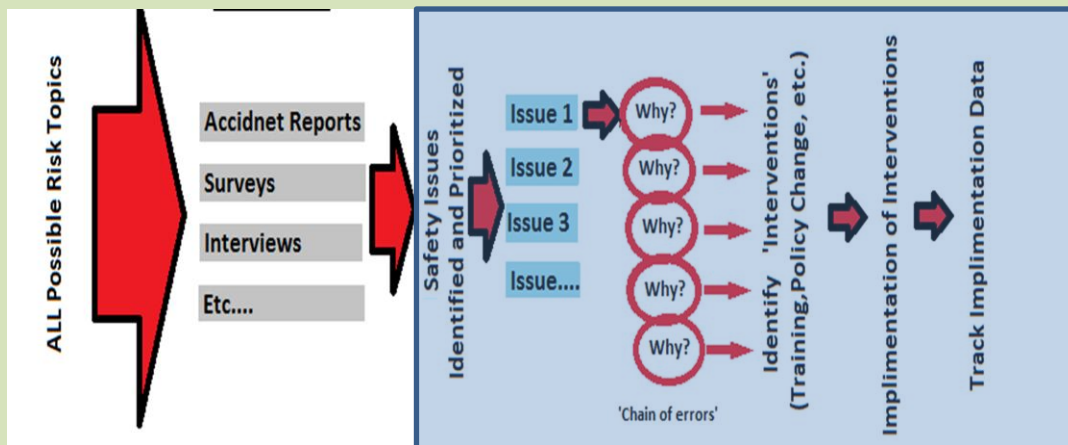 ALL Possible Risk Topics
Accidnet Reports
Surveys
Interviews
Etc....
Safety Issues
Identified and Prioritized
Issue 1
Issue 2
Issue 3
Issue....
Why?
Why?
Why?
Why?
Why?
'Chain of errors'
Identify 'Interventions'
(Training,Policy Change, etc.)
Implimentation of Interventions
Track Implimentation Data